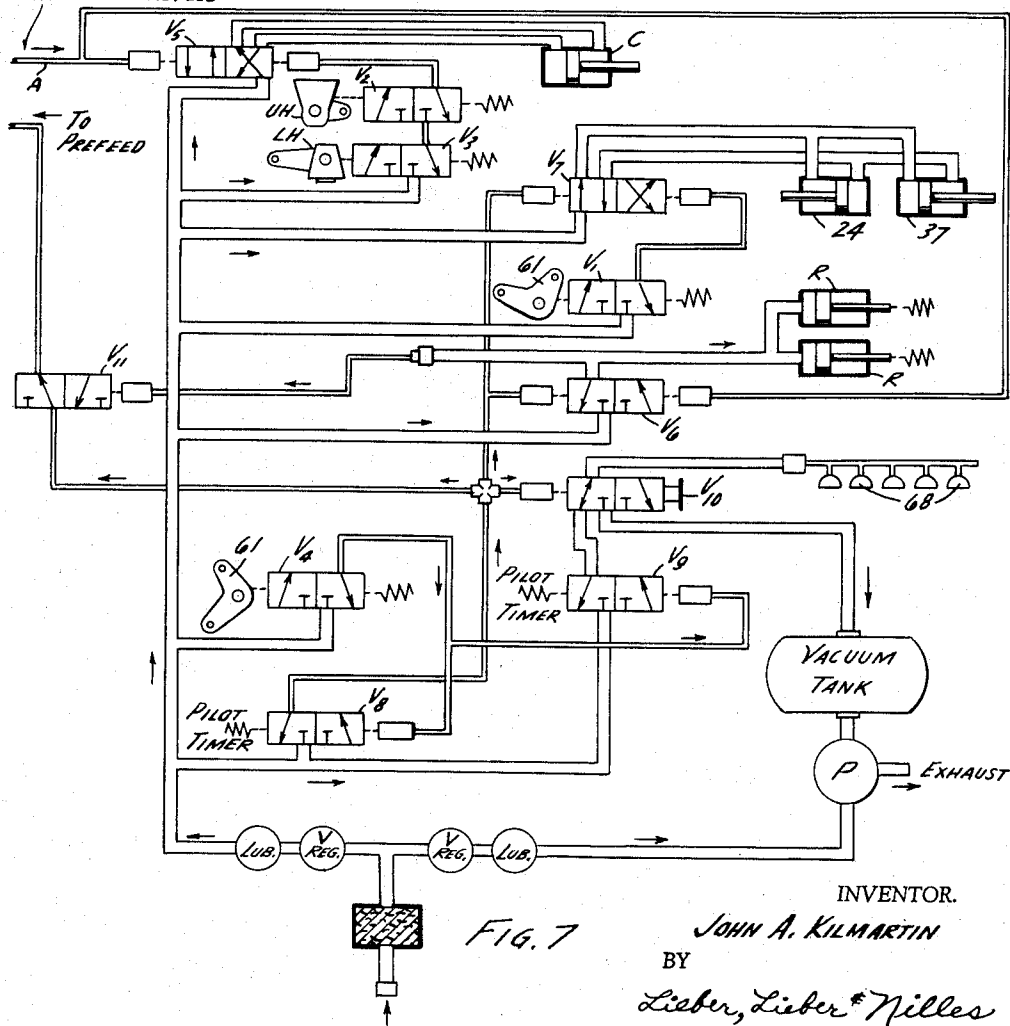 V5
C
A
V2
UH
TO
PREFEED
LH
V3
V7
24
37
61
V1
R
V11
R
V6
V10
68
61
V4
V9
PILOT
TIMER
VACUUM
TANK
V8
PILOT
TIMER
P
EXHAUST
LUB.
V
REG.
V
REG.
LUB.
INVENTOR.
FIG. 7
JOHN A. KILMARTIN
BY
Lieber, Lieber & Nilles